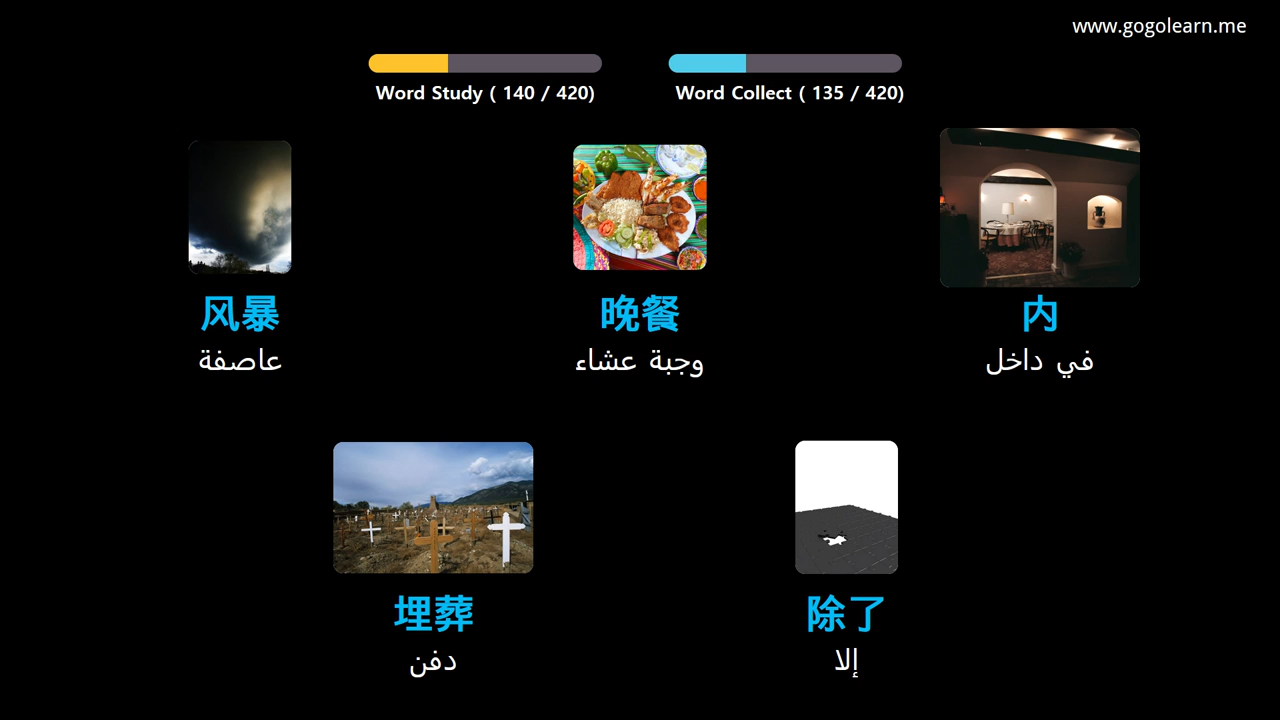 www.gogolearn.me
Word Study ( 140 / 420)
Word Collect ( 135 / 420)
风暴
عاصفة
晚餐
وجبة عشاء
内
في داخل
埋葬
دفن
除了
إلا